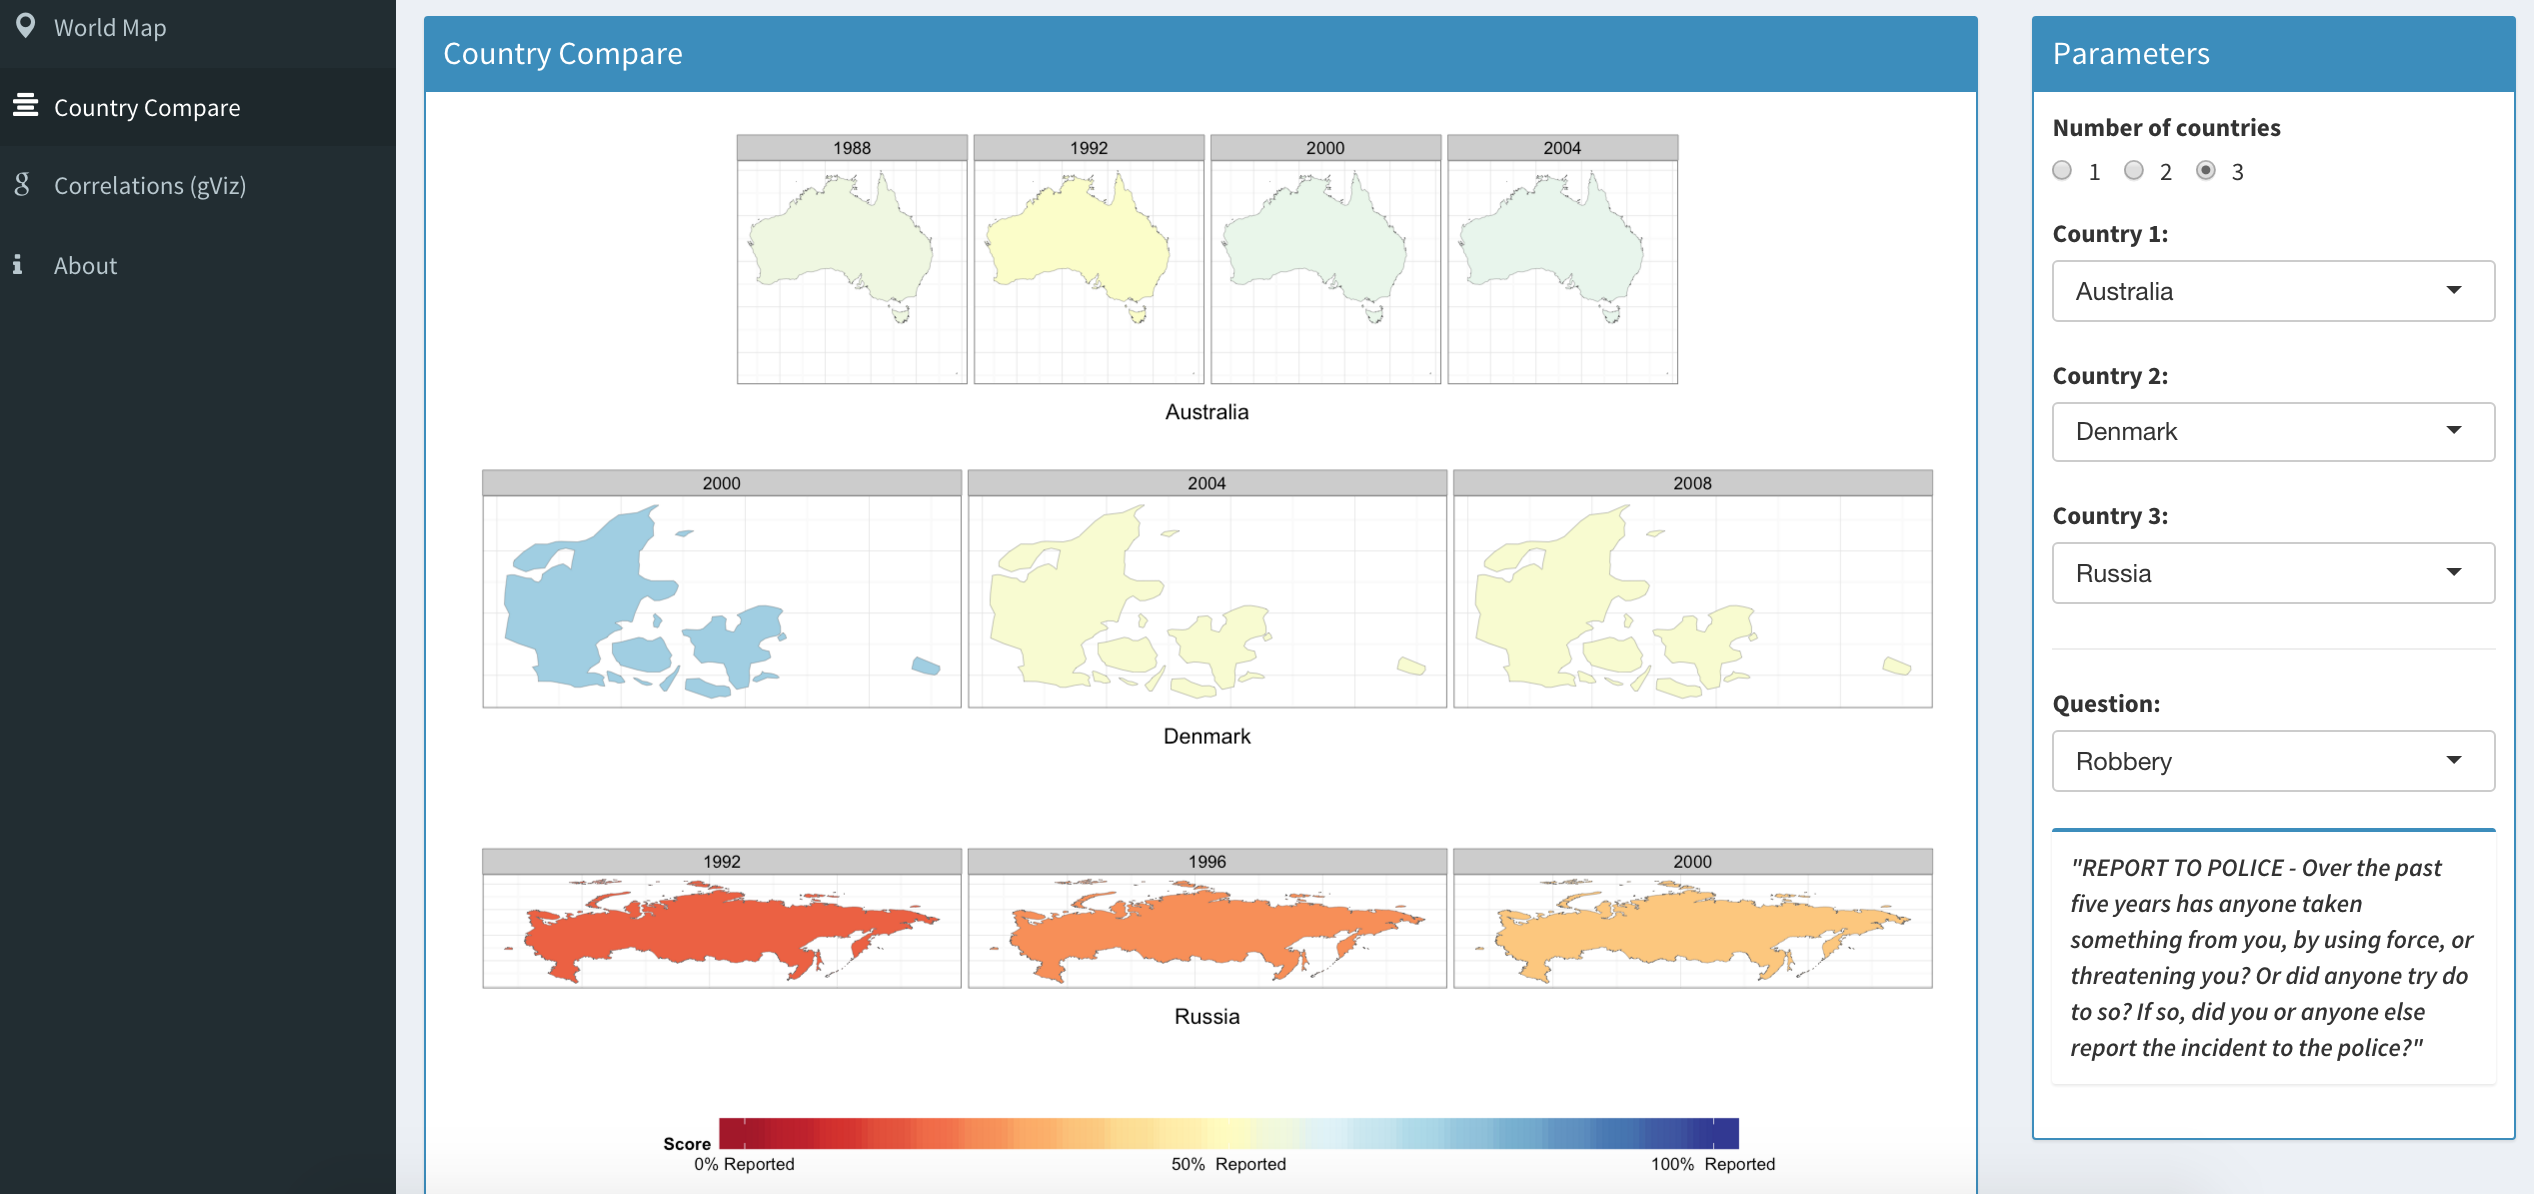 World Map
Country Compare
Correlations (gViz)
About
Country Compare
1988 1992 2000 2004
Australia
2000 2004 2008
Denmark
1992 1996 2000
Russia
Score
0% Reported 50% Reported 100% Reported
Parameters
Number of countries
1 2 3
Country 1:
Australia
Country 2:
Denmark
Country 3:
Russia
Question:
Robbery
"REPORT TO POLICE - Over the past
five years has anyone taken
something from you, by using force, or
threatening you? Or did anyone try do
to so? If so, did you or anyone else
report the incident to the police?"